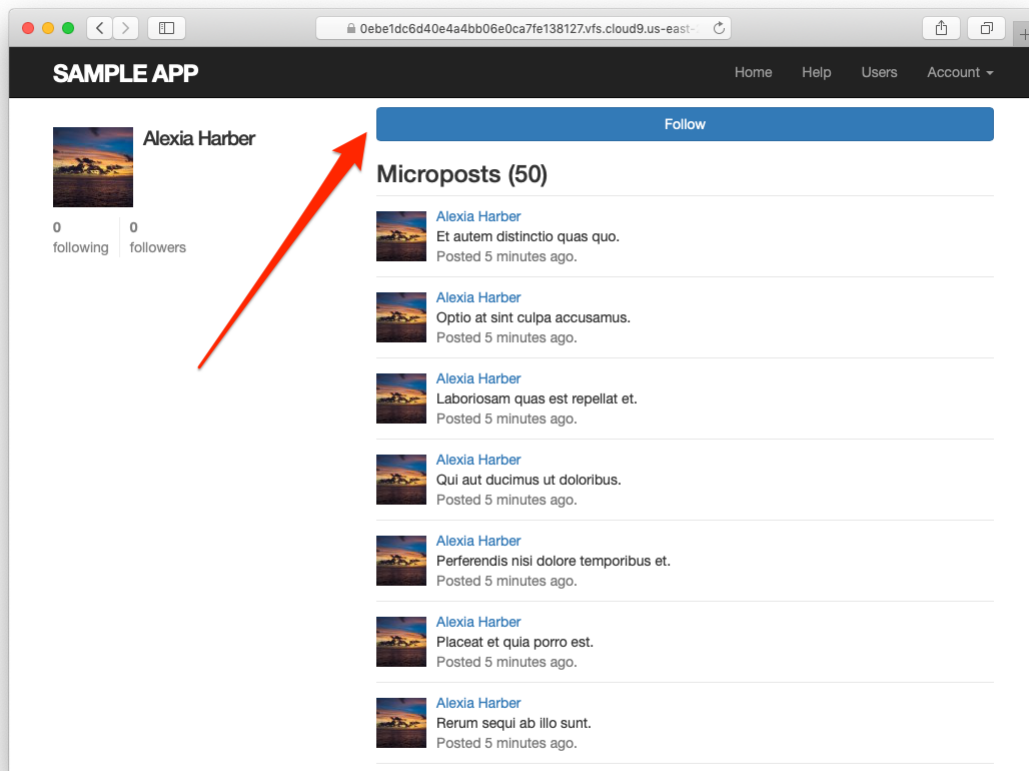 0ebe1dc6d40e4a4bb06e0ca7fe138127.vfs.cloud9.us-east-
SAMPLE APP
Home Help Users Account
Alexia Harber
0 following
0 followers
Follow
Microposts (50)
Alexia Harber
Et autem distinctio quas quo.
Posted 5 minutes ago.
Alexia Harber
Optio at sint culpa accusamus.
Posted 5 minutes ago.
Alexia Harber
Laboriosam quas est repellat et.
Posted 5 minutes ago.
Alexia Harber
Qui aut ducimus ut doloribus.
Posted 5 minutes ago.
Alexia Harber
Perferendis nisi dolore temporibus et.
Posted 5 minutes ago.
Alexia Harber
Placeat et quia porro est.
Posted 5 minutes ago.
Alexia Harber
Rerum sequi ab illo sunt.
Posted 5 minutes ago.